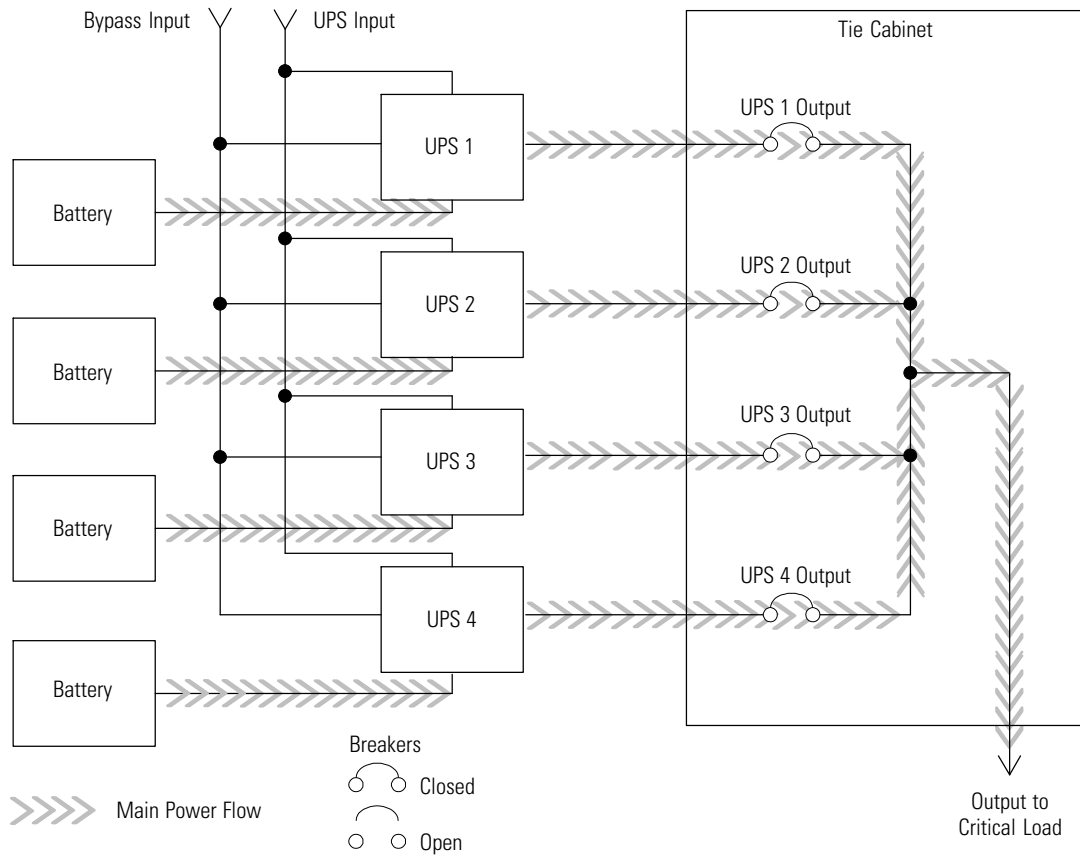 Bypass Input
UPS Input
Tie Cabinet
UPS 1
UPS 1 Output
Battery
UPS 2
UPS 2 Output
Battery
UPS 3
UPS 3 Output
Battery
UPS 4
UPS 4 Output
Battery
Breakers
Closed
Open
Main Power Flow
Output to
Critical Load